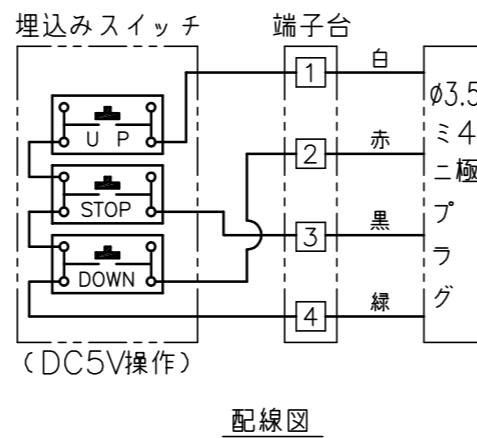 埋込みスイッチ
端子台
1
白
UP
φ3.5
ミニプラグ
4極
2
赤
STOP
3
黒
DOWN
4
緑
(DC5V操作)
配線図